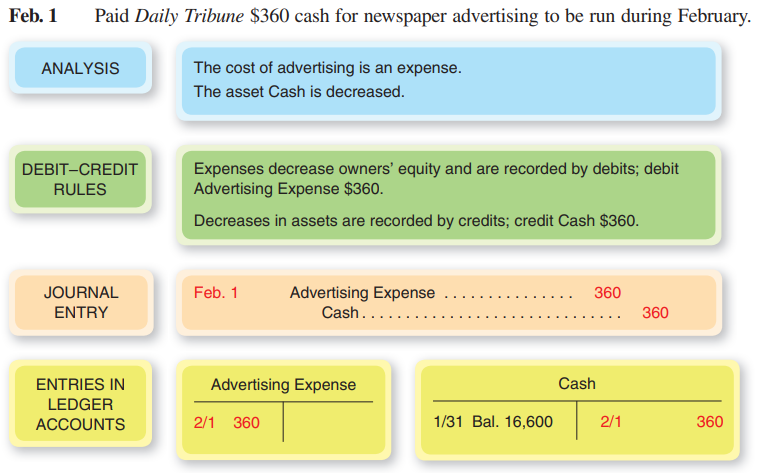 Feb. 1 Paid Daily Tribune $360 cash for newspaper advertising to be run during February.
ANALYSIS
The cost of advertising is an expense.
The asset Cash is decreased.
DEBIT–CREDIT
RULES
Expenses decrease owners’ equity and are recorded by debits; debit
Advertising Expense $360.
Decreases in assets are recorded by credits; credit Cash $360.
JOURNAL
ENTRY
Feb. 1 Advertising Expense . . . . . . . . . . . . . . . 360
Cash. . . . . . . . . . . . . . . . . . . . . . . . . . . . . . 360
ENTRIES IN
LEDGER
ACCOUNTS
Advertising Expense
2/1 360
Cash
1/31 Bal. 16,600 2/1 360